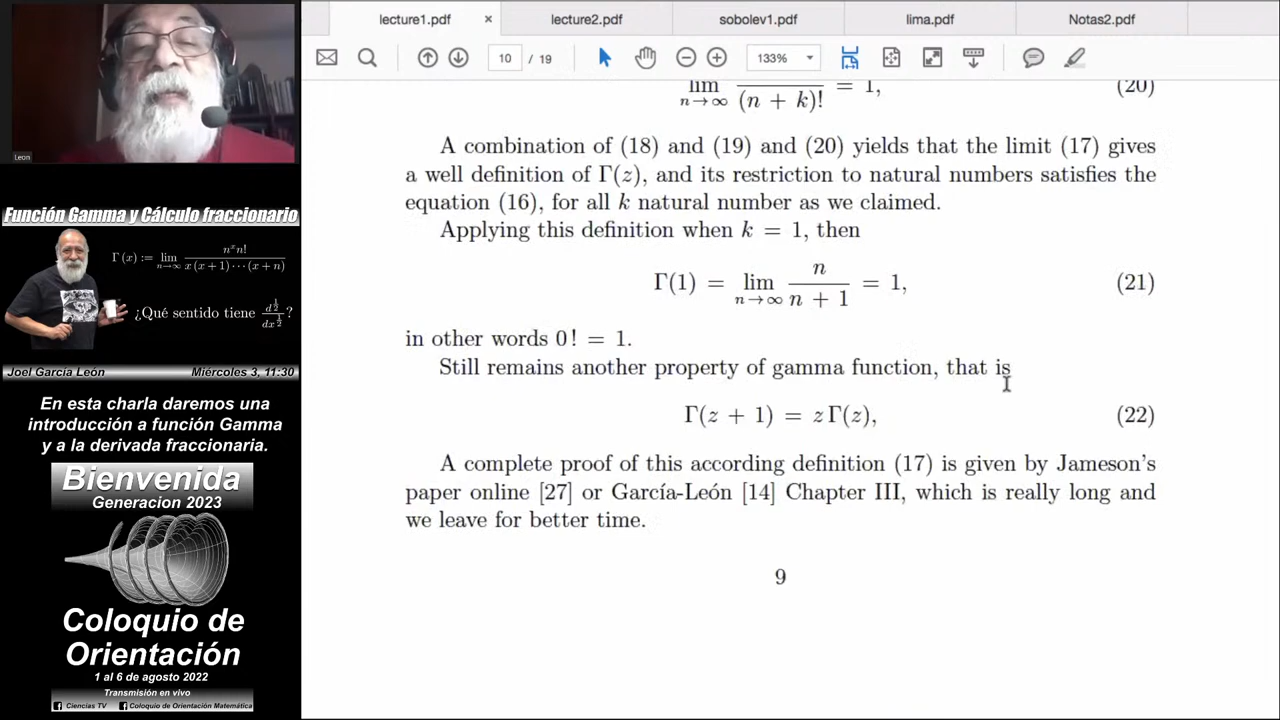 Leon
Función Gamma y Cálculo fraccionario
Γ (x) := lim n→∞ n^x n! / x (x + 1) · · · (x + n)
¿Qué sentido tiene d^{1/2} / dx^{1/2} ?
Joel García León
Miércoles 3, 11:30
En esta charla daremos una
introducción a función Gamma
y a la derivada fraccionaria.
Bienvenida
Generacion 2023
Coloquio de
Orientación
1 al 6 de agosto 2022
Transmisión en vivo
Ciencias TV
Coloquio de Orientación Matemática
lecture1.pdf × lecture2.pdf sobolev1.pdf lima.pdf Notas2.pdf
10 / 19 133%
lim n→∞ (n + k)! = 1, (20)
A combination of (18) and (19) and (20) yields that the limit (17) gives
a well definition of Γ(z), and its restriction to natural numbers satisfies the
equation (16), for all k natural number as we claimed.
Applying this definition when k = 1, then
Γ(1) = lim n→∞ n / n + 1 = 1, (21)
in other words 0! = 1.
Still remains another property of gamma function, that is
Γ(z + 1) = z Γ(z), (22)
A complete proof of this according definition (17) is given by Jameson's
paper online [27] or García-León [14] Chapter III, which is really long and
we leave for better time.
9